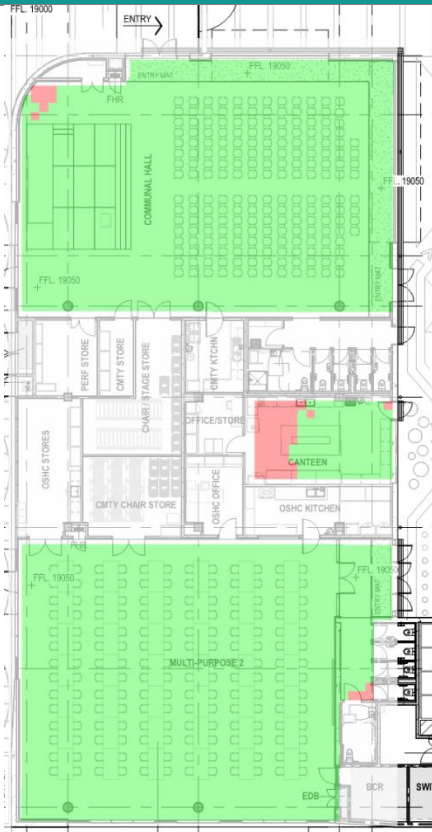 FFL. 19000
ENTRY
FFL. 19050
ENTRY MAT
FHR
COMMUNAL HALL
FFL. 19050
FFL. 19050
ENTRY MAT
PERF STORE
CMTY STORE
CHAIR / STAGE STORE
CMTY KTCHN
OSHC STORES
OFFICE/STORE
CANTEEN
CMTY CHAIR STORE
OSHC OFFICE
OSHC KITCHEN
FFL. 19050
FFL. 19050
ENTRY MAT
MULTI-PURPOSE 2
EDB
BCR
SWI